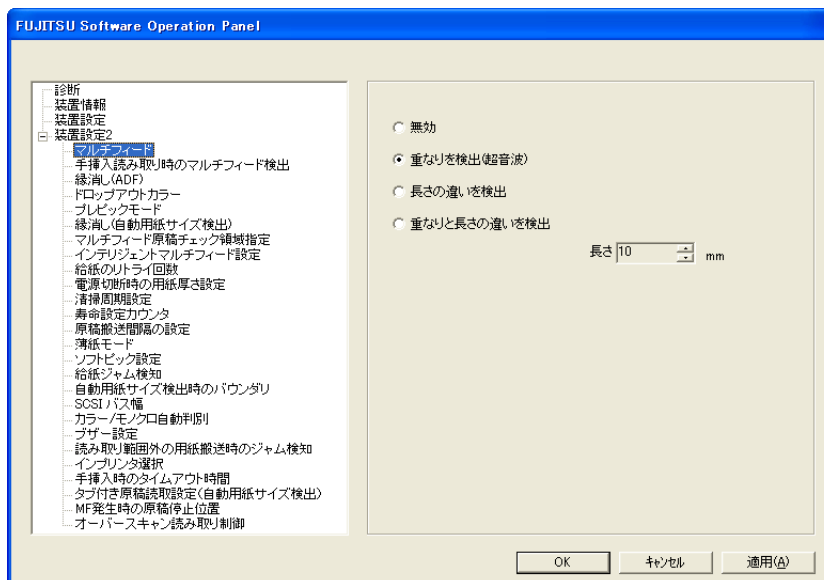 FUJITSU Software Operation Panel
診断
装置情報
装置設定
装置設定2
マルチフィード
手挿入読み取り時のマルチフィード検出
縁消し(ADF)
ドロップアウトカラー
プレピックモード
縁消し(自動用紙サイズ検出)
マルチフィード原稿チェック領域指定
インテリジェントマルチフィード設定
給紙のリトライ回数
電源切断時の用紙厚さ設定
清掃周期設定
寿命設定カウンタ
原稿搬送間隔の設定
薄紙モード
ソフトピック設定
給紙ジャム検知
自動用紙サイズ検出時のバウンダリ
SCSI バス幅
カラー/モノクロ自動判別
ブザー設定
読み取り範囲外の用紙搬送時のジャム検知
インプリンタ選択
手挿入時のタイムアウト時間
タブ付き原稿読取設定(自動用紙サイズ検出)
MF発生時の原稿停止位置
オーバースキャン読み取り制御
無効
重なりを検出(超音波)
長さの違いを検出
重なりと長さの違いを検出
長さ 10 mm
OK キャンセル 適用(A)